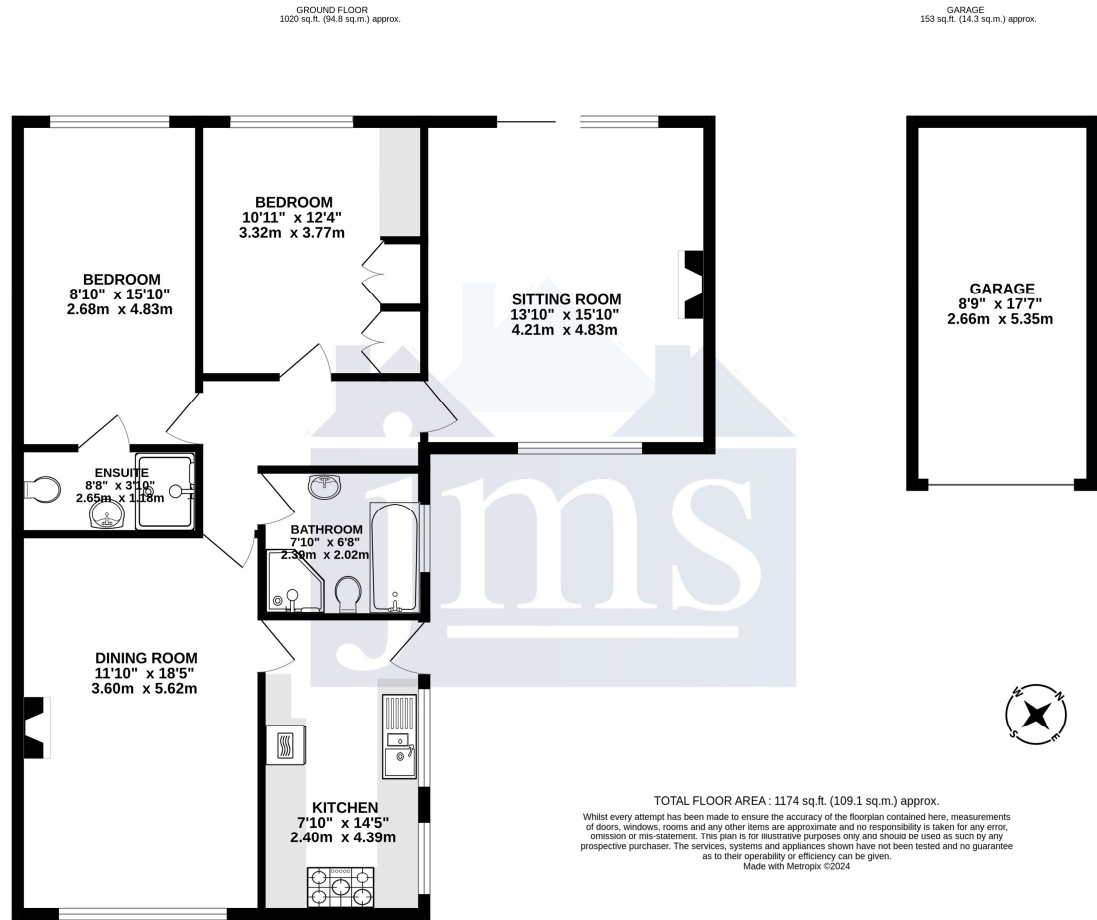 GROUND FLOOR
1020 sq.ft. (94.8 sq.m.) approx.
GARAGE
153 sq.ft. (14.3 sq.m.) approx.
BEDROOM
10'11" x 12'4"
3.32m x 3.77m
BEDROOM
8'10" x 15'10"
2.68m x 4.83m
SITTING ROOM
13'10" x 15'10"
4.21m x 4.83m
GARAGE
8'9" x 17'7"
2.66m x 5.35m
ENSUITE
8'8" x 3'10"
2.65m x 1.18m
BATHROOM
7'10" x 6'8"
2.39m x 2.02m
jms
DINING ROOM
11'10" x 18'5"
3.60m x 5.62m
KITCHEN
7'10" x 14'5"
2.40m x 4.39m
W N
S E
TOTAL FLOOR AREA : 1174 sq.ft. (109.1 sq.m.) approx.
Whilst every attempt has been made to ensure the accuracy of the floorplan contained here, measurements
of doors, windows, rooms and any other items are approximate and no responsibility is taken for any error,
omission or mis-statement. This plan is for illustrative purposes only and should be used as such by any
prospective purchaser. The services, systems and appliances shown have not been tested and no guarantee
as to their operability or efficiency can be given.
Made with Metropix ©2024